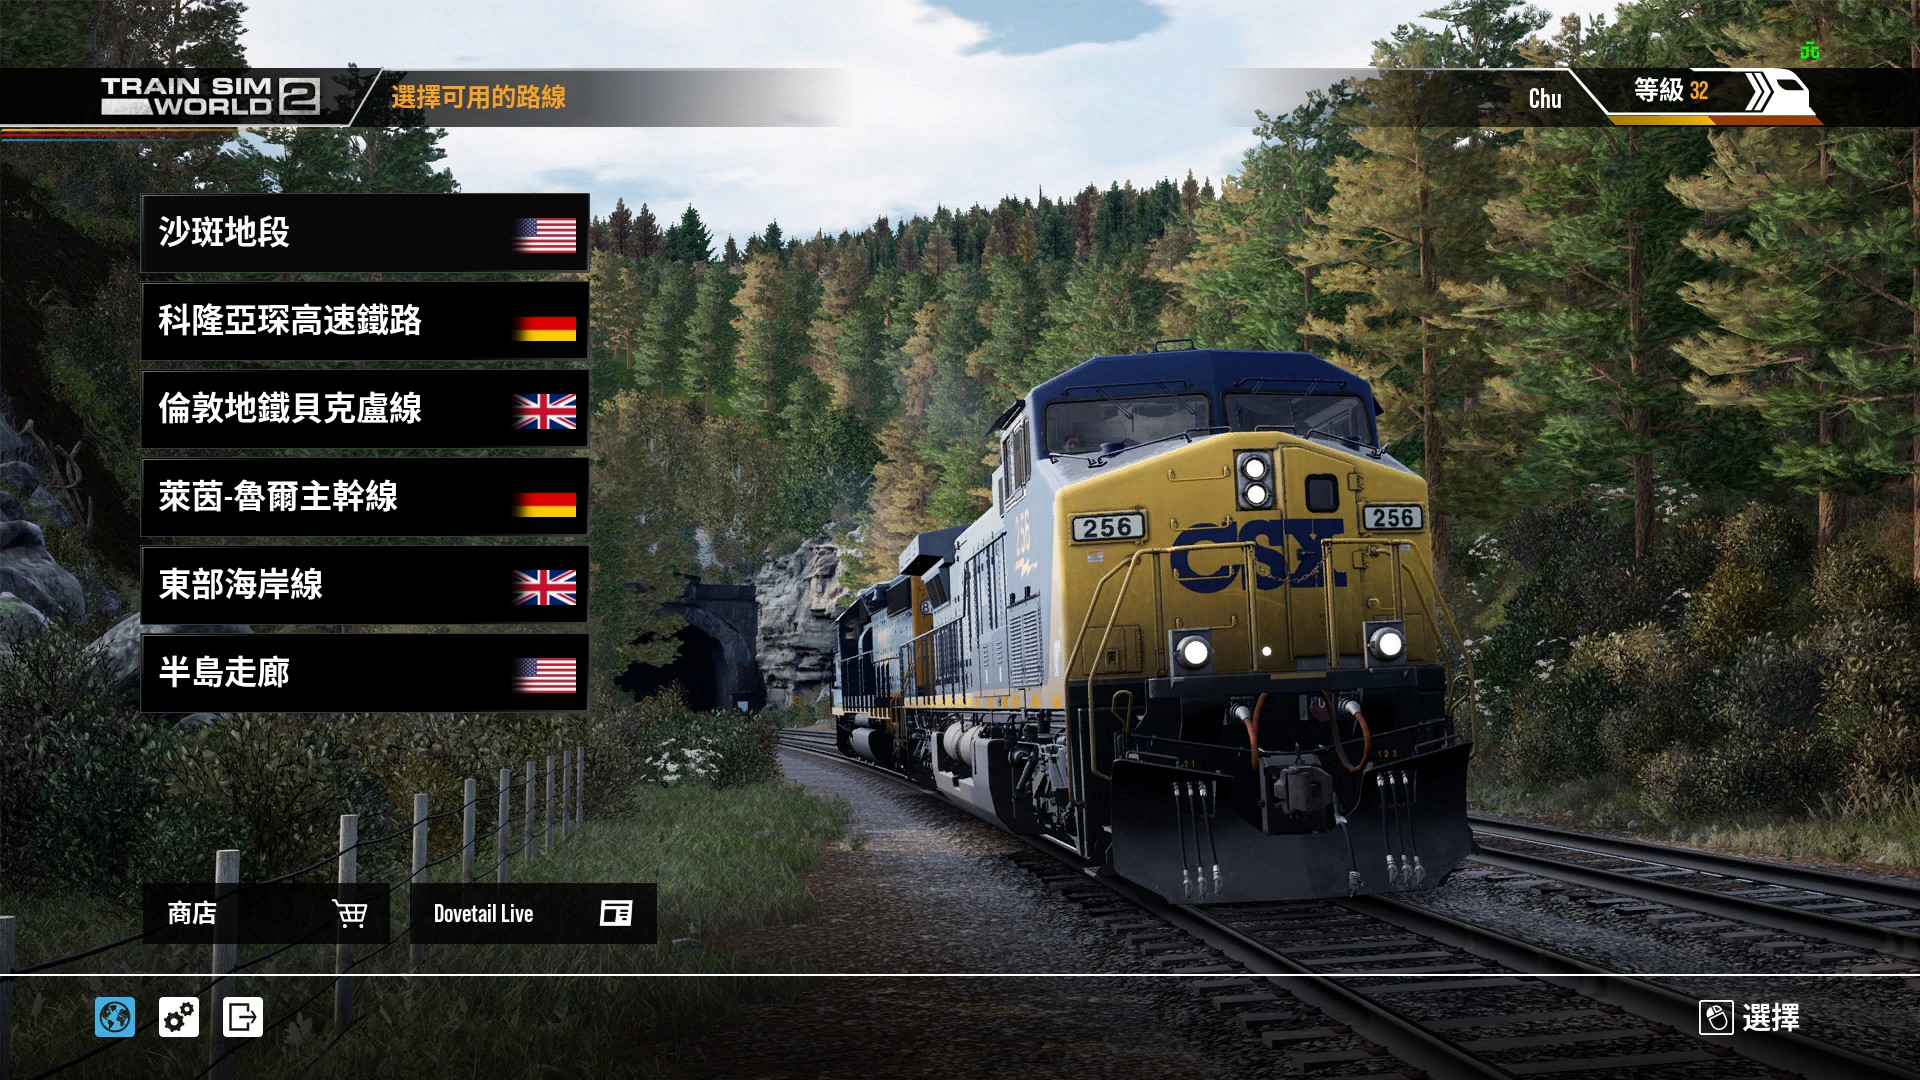 TRAIN SIM
WORLD 2
選擇可用的路線
Chu
等級 32
沙斑地段
科隆亞琛高速鐵路
倫敦地鐵貝克盧線
萊茵-魯爾主幹線
東部海岸線
半島走廊
256
256
256
CSX
商店
Dovetail Live
選擇